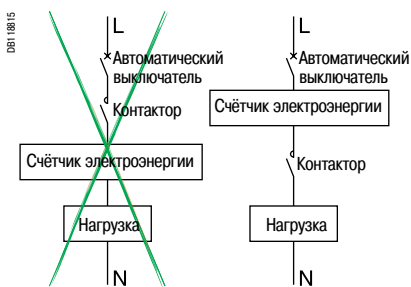 DB118815
L
Автоматический
выключатель
Контактор
Счётчик электроэнергии
Нагрузка
N
L
Автоматический
выключатель
Счётчик электроэнергии
Контактор
Нагрузка
N